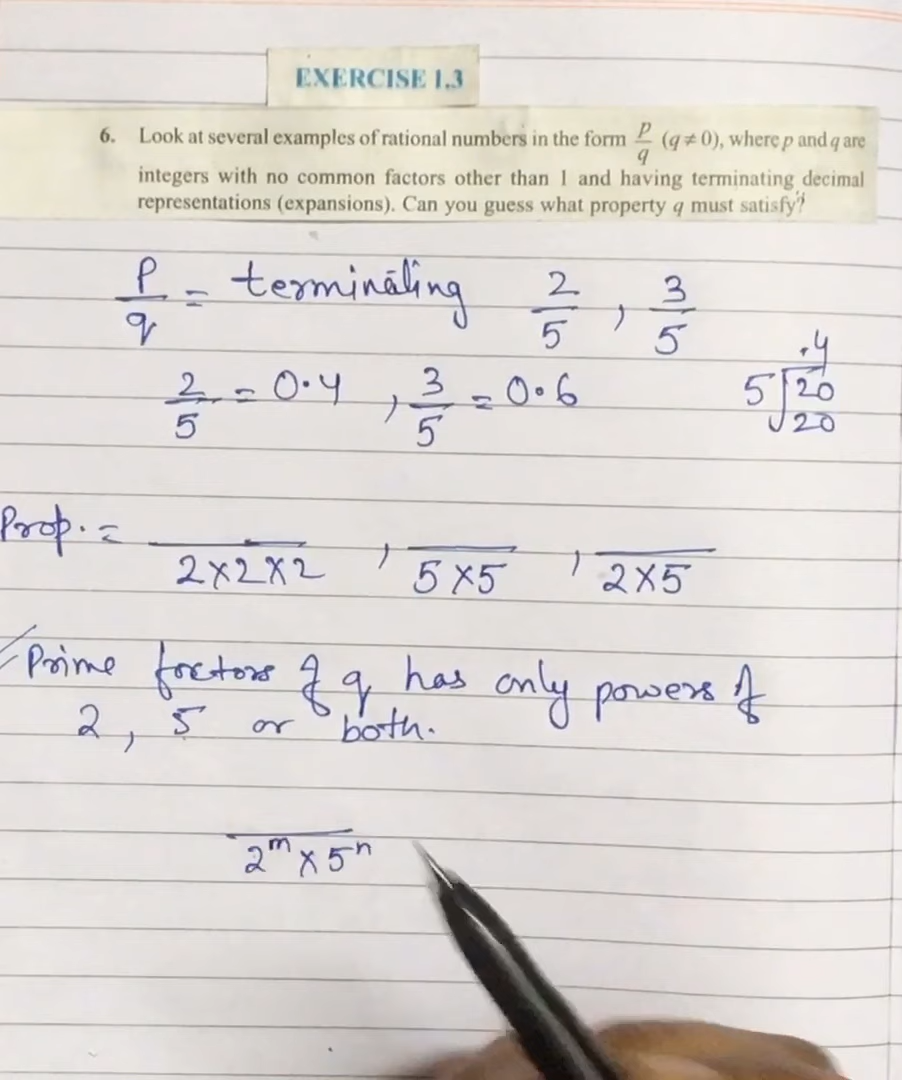 EXERCISE 1.3
6. Look at several examples of rational numbers in the form p/q (q ≠ 0), where p and q are
integers with no common factors other than 1 and having terminating decimal
representations (expansions). Can you guess what property q must satisfy?
P/q = terminating 2/5 , 3/5
2/5 = 0.4 , 3/5 = 0.6
.4
5√20
20
Prop. = —/2×2×2 , —/5×5 , —/2×5
Prime factors of q has only powers of
2, 5 or both.
—/2^m × 5^n